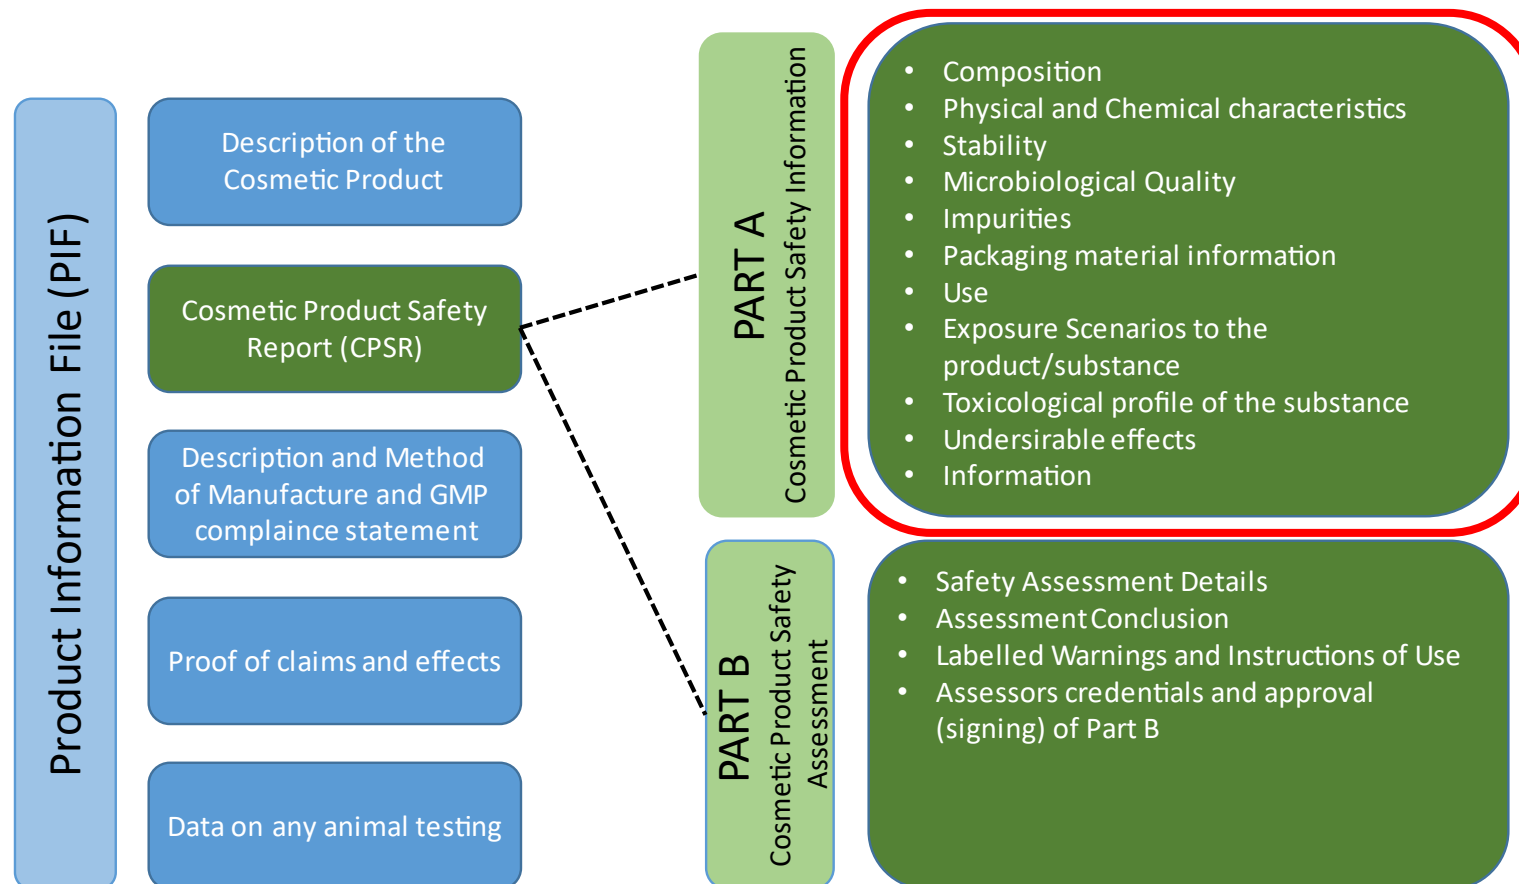 Product Information File (PIF)
Description of the
Cosmetic Product
Cosmetic Product Safety
Report (CPSR)
Description and Method
of Manufacture and GMP
complaince statement
Proof of claims and effects
Data on any animal testing
PART A
Cosmetic Product Safety Information
• Composition
• Physical and Chemical characteristics
• Stability
• Microbiological Quality
• Impurities
• Packaging material information
• Use
• Exposure Scenarios to the
product/substance
• Toxicological profile of the substance
• Undersirable effects
• Information
PART B
Cosmetic Product Safety
Assessment
• Safety Assessment Details
• Assessment Conclusion
• Labelled Warnings and Instructions of Use
• Assessors credentials and approval
(signing) of Part B